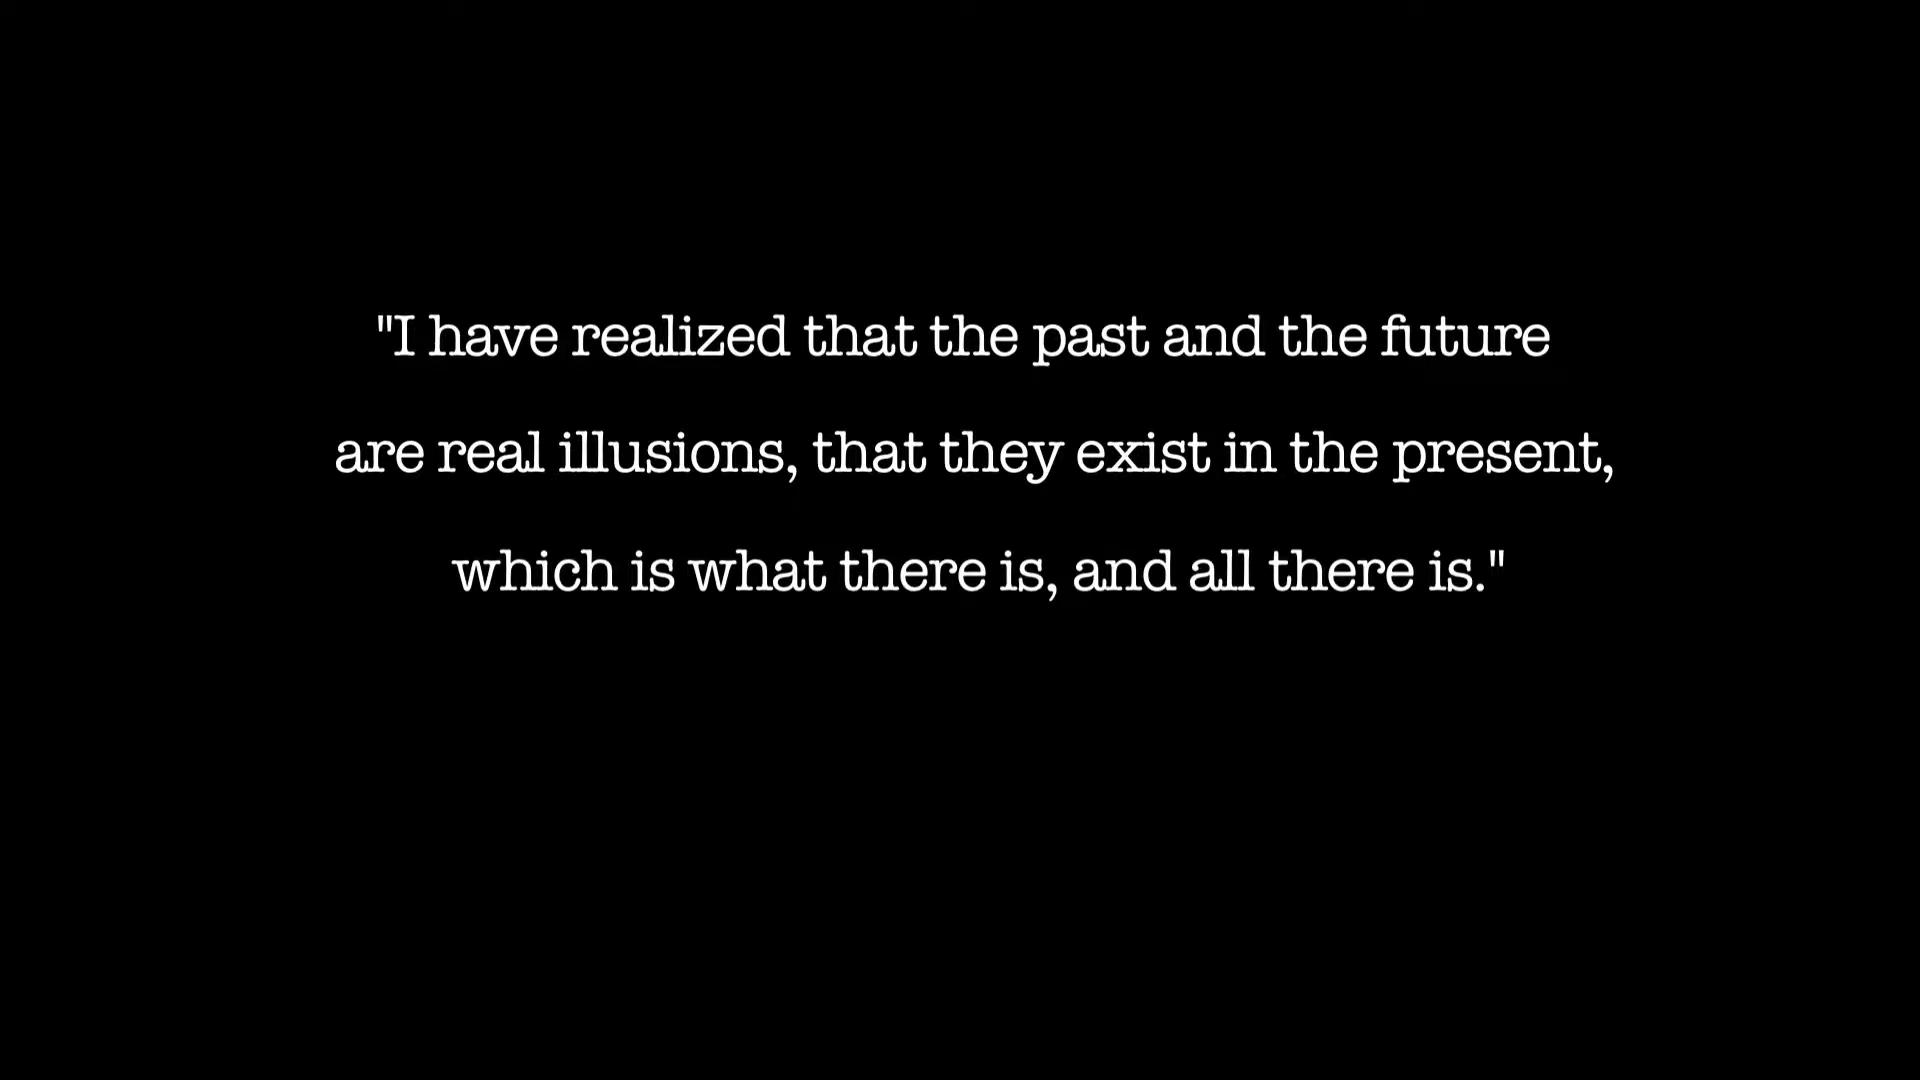 "I have realized that the past and the future
are real illusions, that they exist in the present,
which is what there is, and all there is."